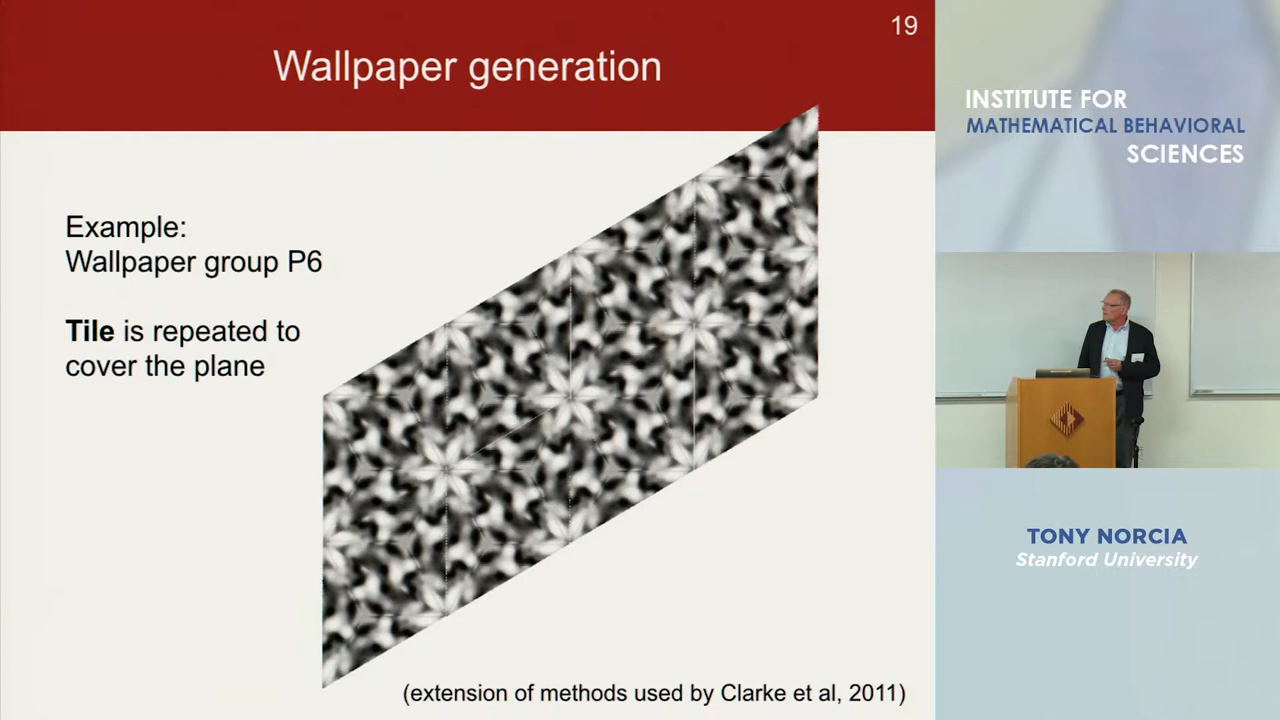 19
Wallpaper generation
Example:
Wallpaper group P6
Tile is repeated to
cover the plane
(extension of methods used by Clarke et al, 2011)
INSTITUTE FOR
MATHEMATICAL BEHAVIORAL
SCIENCES
TONY NORCIA
Stanford University